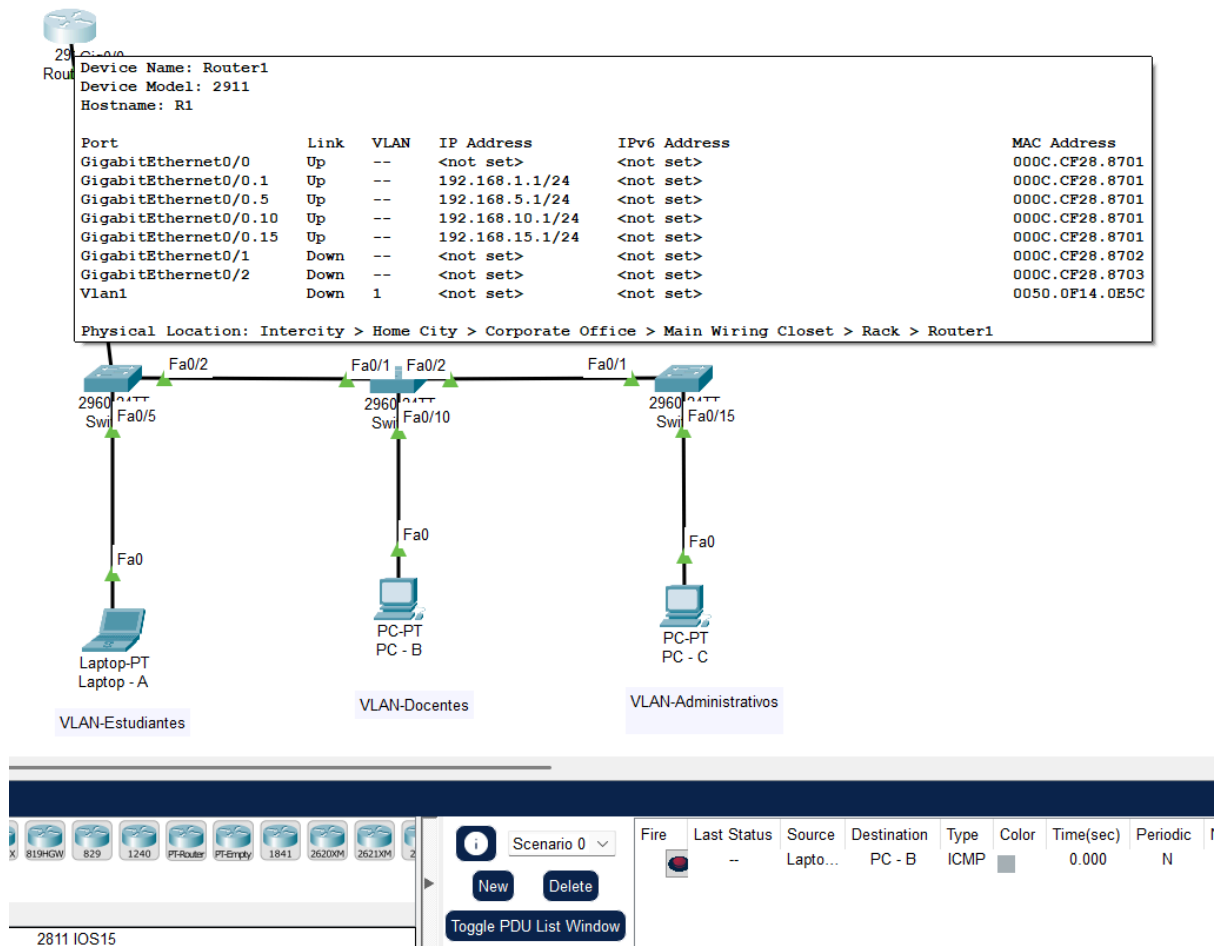 29
Rout
Device Name: Router1
Device Model: 2911
Hostname: R1
Port Link VLAN IP Address IPv6 Address MAC Address
GigabitEthernet0/0 Up -- <not set> <not set> 000C.CF28.8701
GigabitEthernet0/0.1 Up -- 192.168.1.1/24 <not set> 000C.CF28.8701
GigabitEthernet0/0.5 Up -- 192.168.5.1/24 <not set> 000C.CF28.8701
GigabitEthernet0/0.10 Up -- 192.168.10.1/24 <not set> 000C.CF28.8701
GigabitEthernet0/0.15 Up -- 192.168.15.1/24 <not set> 000C.CF28.8701
GigabitEthernet0/1 Down -- <not set> <not set> 000C.CF28.8702
GigabitEthernet0/2 Down -- <not set> <not set> 000C.CF28.8703
Vlan1 Down 1 <not set> <not set> 0050.0F14.0E5C
Physical Location: Intercity > Home City > Corporate Office > Main Wiring Closet > Rack > Router1
Fa0/2 Fa0/1 Fa0/2 Fa0/1
2960 2960 2960
Swi Fa0/5 Swi Fa0/10 Swi Fa0/15
Fa0 Fa0 Fa0
Laptop-PT
Laptop - A
PC-PT
PC - B
PC-PT
PC - C
VLAN-Estudiantes
VLAN-Docentes
VLAN-Administrativos
X 819HGW 829 1240 PT-Router PT-Empty 1841 2620XM 2621XM 2
2811 IOS15
i Scenario 0
New Delete
Toggle PDU List Window
Fire Last Status Source Destination Type Color Time(sec) Periodic N
-- Lapto... PC - B ICMP 0.000 N